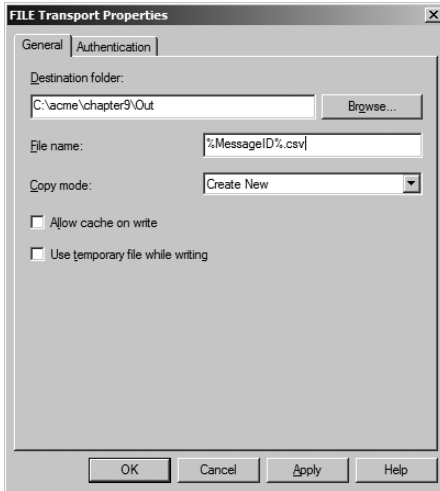 FILE Transport Properties
General Authentication
Destination folder:
C:\acme\chapter9\Out Browse...
File name: %MessageID%.csv
Copy mode: Create New
Allow cache on write
Use temporary file while writing
OK Cancel Apply Help